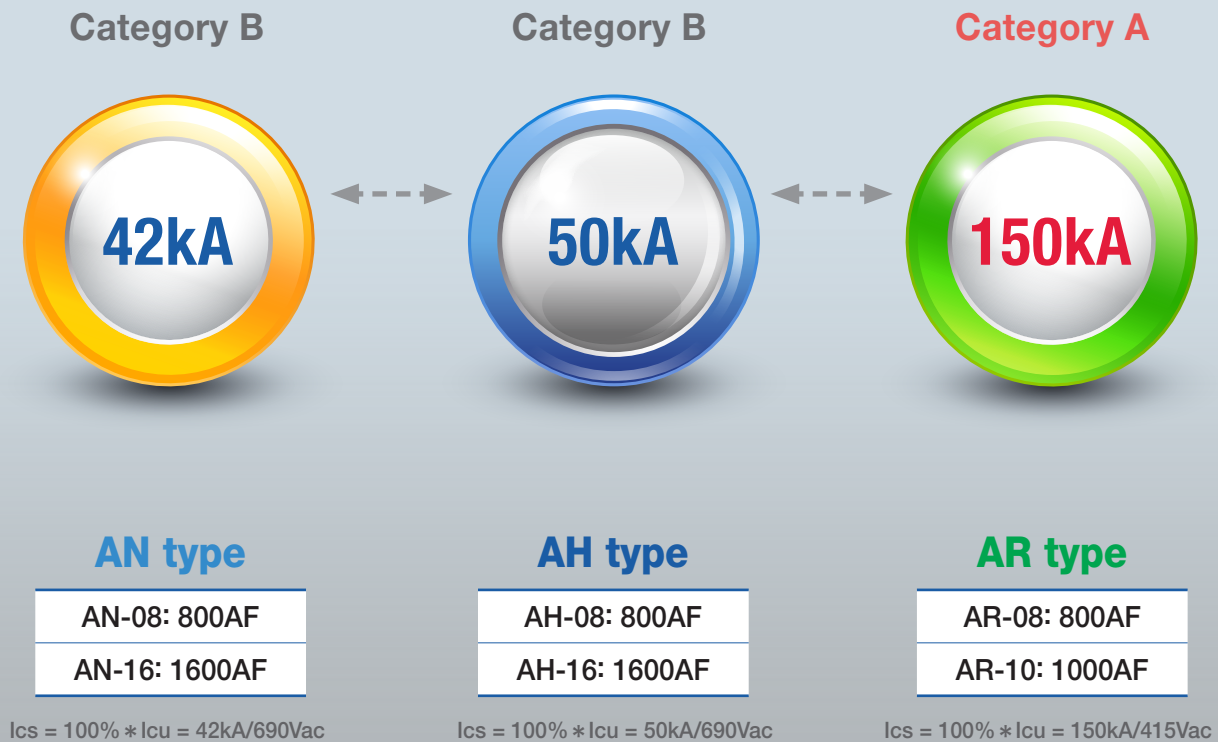 Category B
Category B
Category A
42kA
50kA
150kA
AN type
AH type
AR type
AN-08: 800AF
AH-08: 800AF
AR-08: 800AF
AN-16: 1600AF
AH-16: 1600AF
AR-10: 1000AF
Ics = 100% * Icu = 42kA/690Vac
Ics = 100% * Icu = 50kA/690Vac
Ics = 100% * Icu = 150kA/415Vac